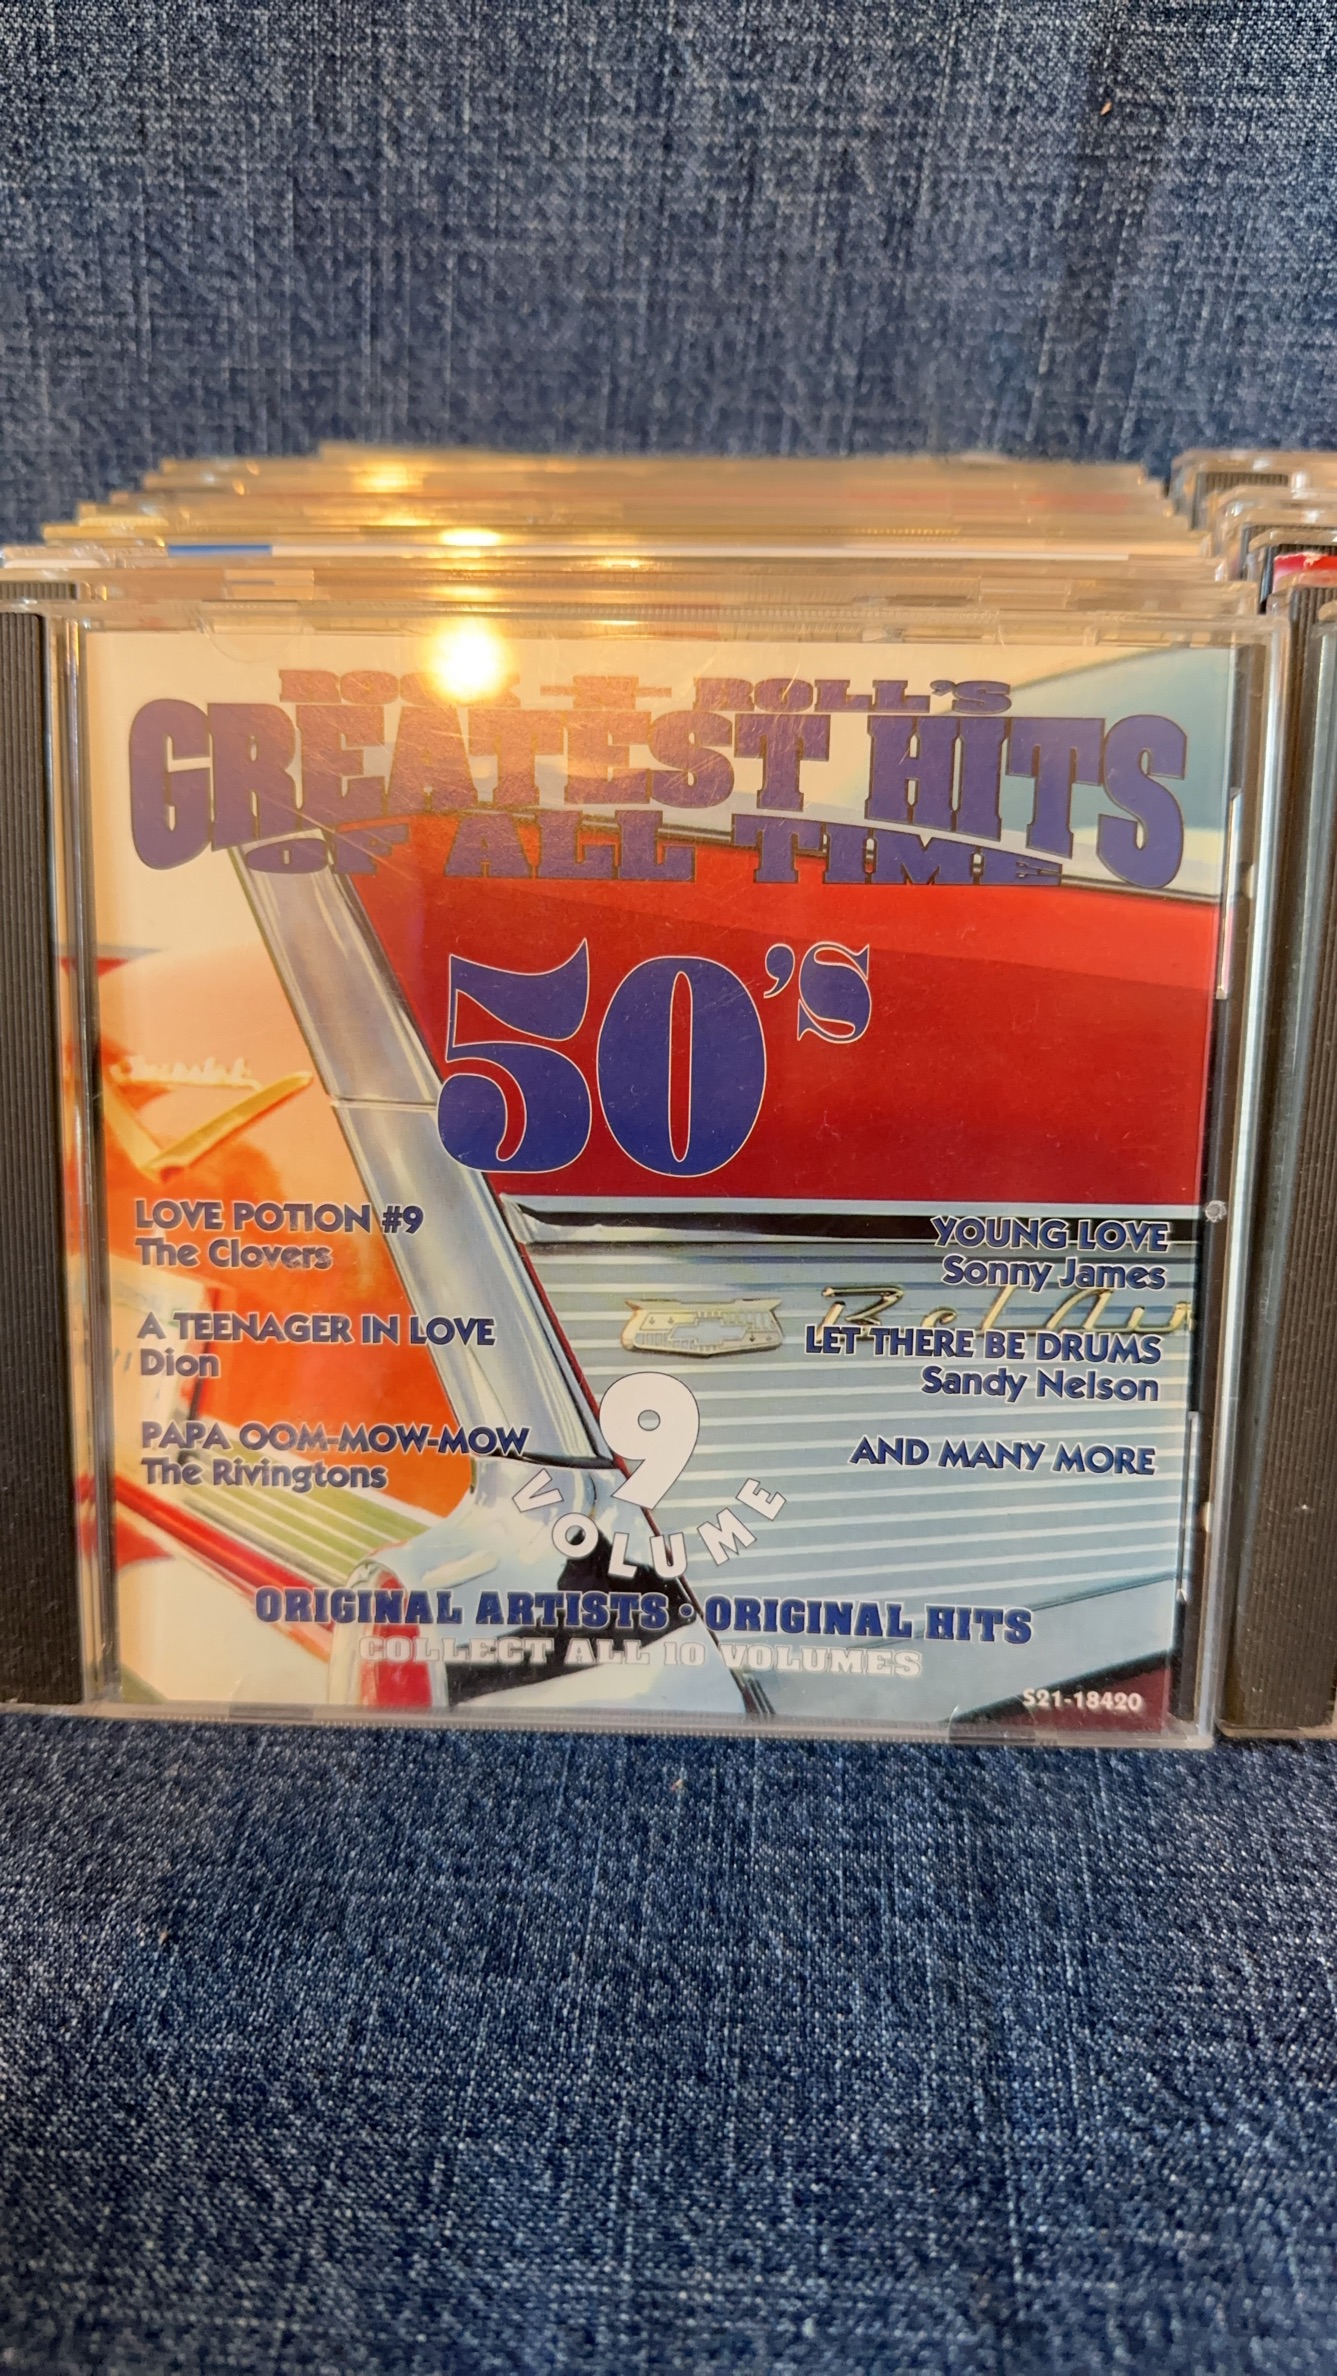 ROCK-N-ROLL'S
GREATEST HITS
OF ALL TIME
50's
LOVE POTION #9
The Clovers
A TEENAGER IN LOVE
Dion
PAPA OOM-MOW-MOW
The Rivingtons
YOUNG LOVE
Sonny James
Bel Air
LET THERE BE DRUMS
Sandy Nelson
AND MANY MORE
9
VOLUME
ORIGINAL ARTISTS • ORIGINAL HITS
COLLECT ALL 10 VOLUMES
S21-18420